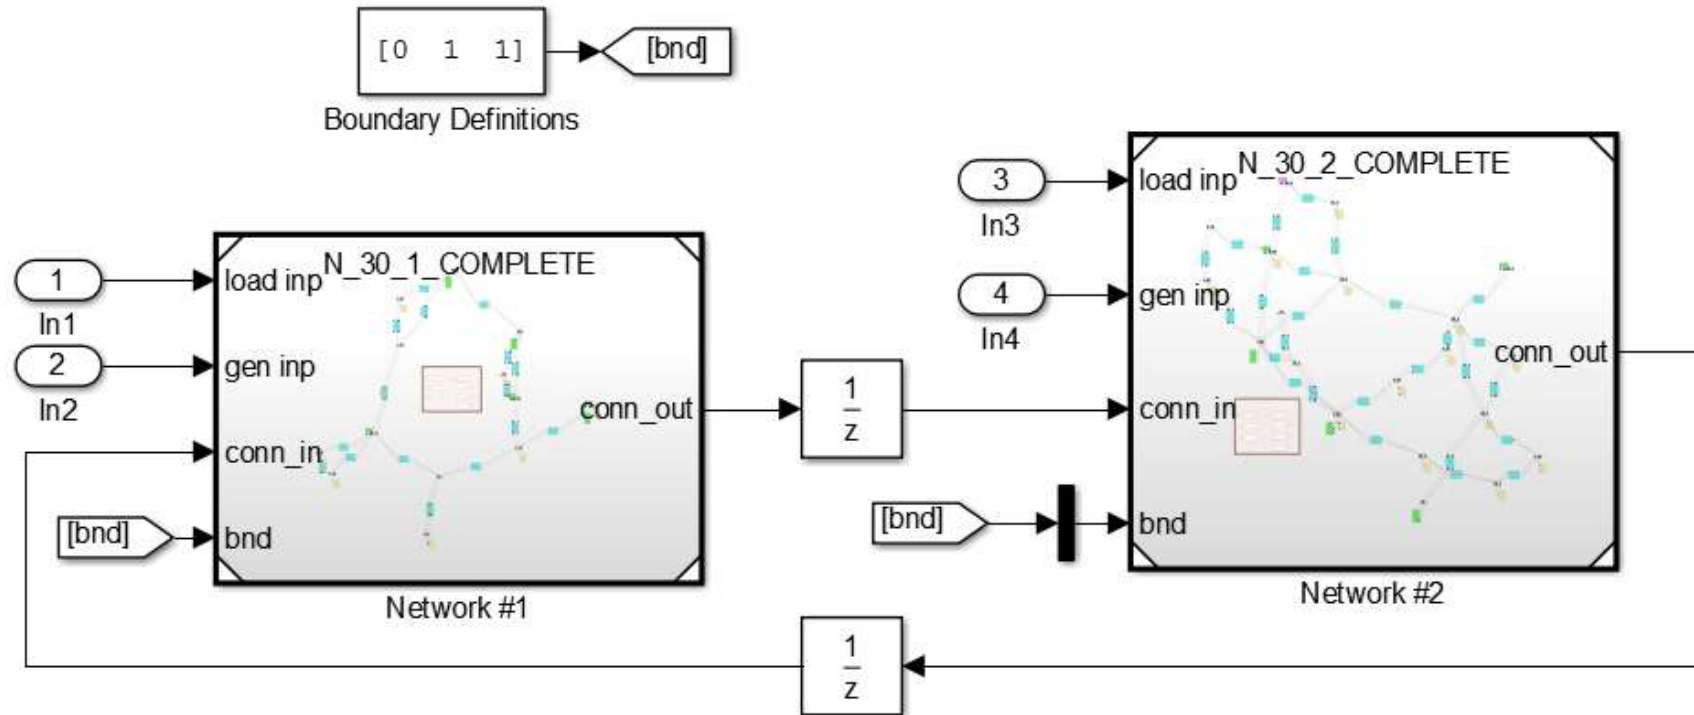 [0 1 1]
[bnd]
Boundary Definitions
N_30_1_COMPLETE
1
In1
load inp
2
In2
gen inp
conn_in
[bnd]
bnd
conn_out
Network #1
1
z
N_30_2_COMPLETE
3
In3
load inp
4
In4
gen inp
conn_in
[bnd]
bnd
conn_out
Network #2
1
z